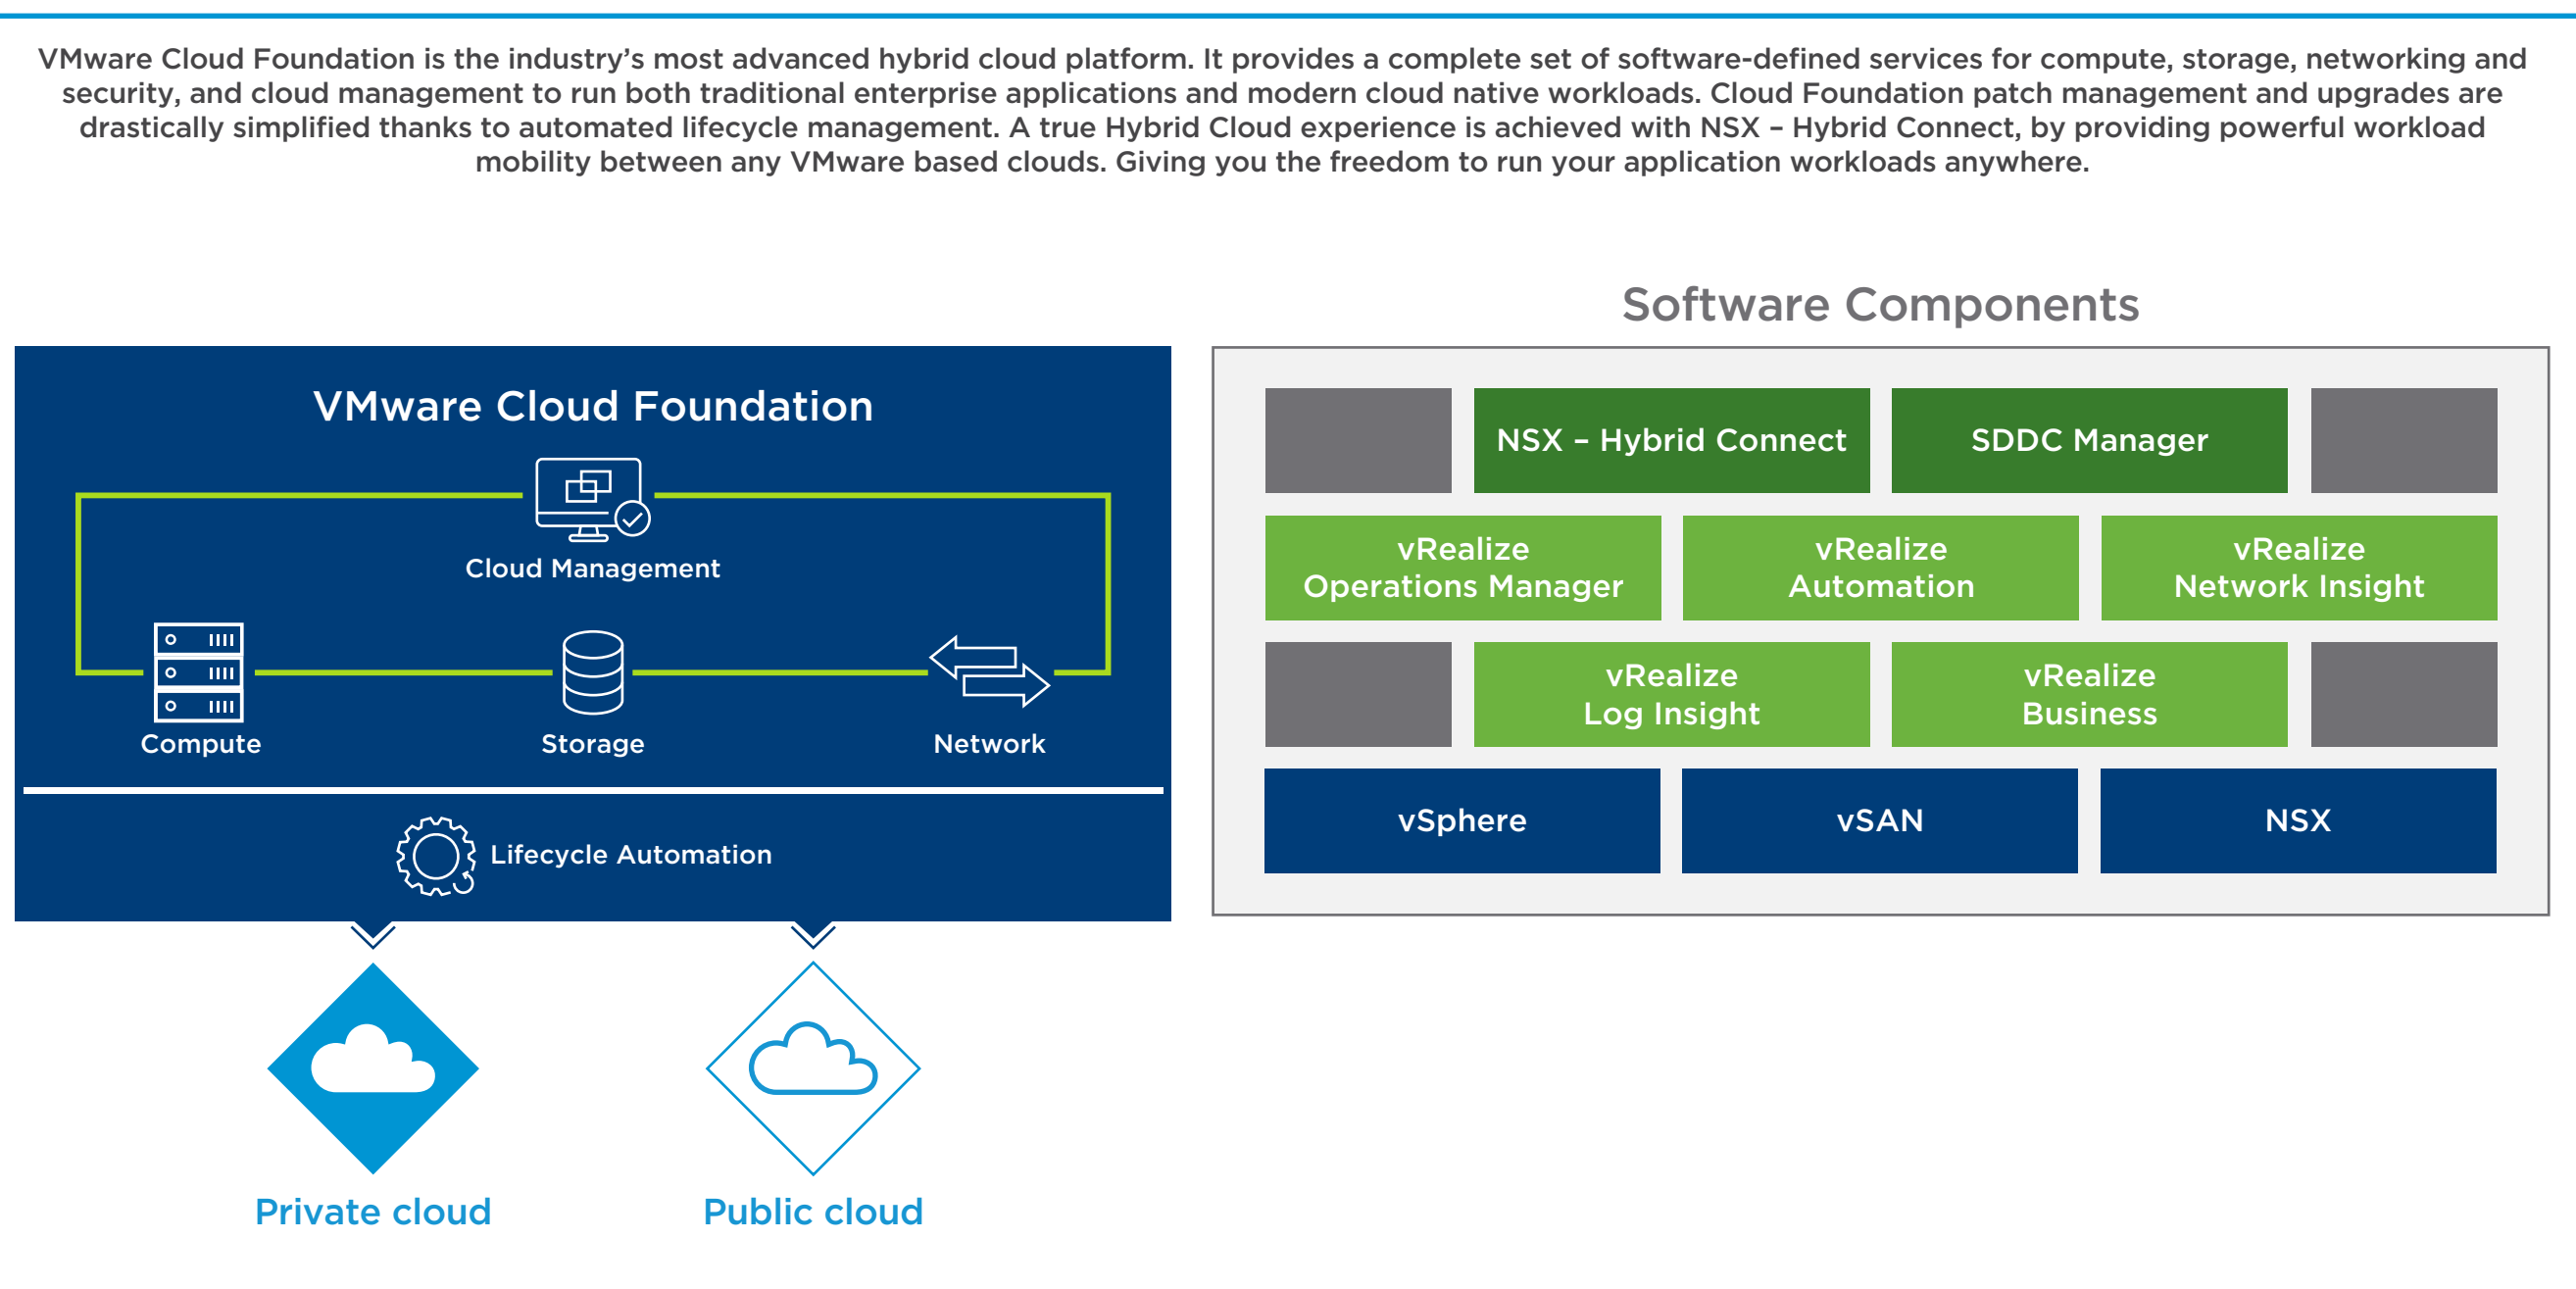 VMware Cloud Foundation is the industry’s most advanced hybrid cloud platform. It provides a complete set of software-defined services for compute, storage, networking and
security, and cloud management to run both traditional enterprise applications and modern cloud native workloads. Cloud Foundation patch management and upgrades are
drastically simplified thanks to automated lifecycle management. A true Hybrid Cloud experience is achieved with NSX – Hybrid Connect, by providing powerful workload
mobility between any VMware based clouds. Giving you the freedom to run your application workloads anywhere.
VMware Cloud Foundation
Cloud Management
Compute
Storage
Network
Lifecycle Automation
Private cloud
Public cloud
Software Components
NSX – Hybrid Connect
SDDC Manager
vRealize
Operations Manager
vRealize
Automation
vRealize
Network Insight
vRealize
Log Insight
vRealize
Business
vSphere
vSAN
NSX